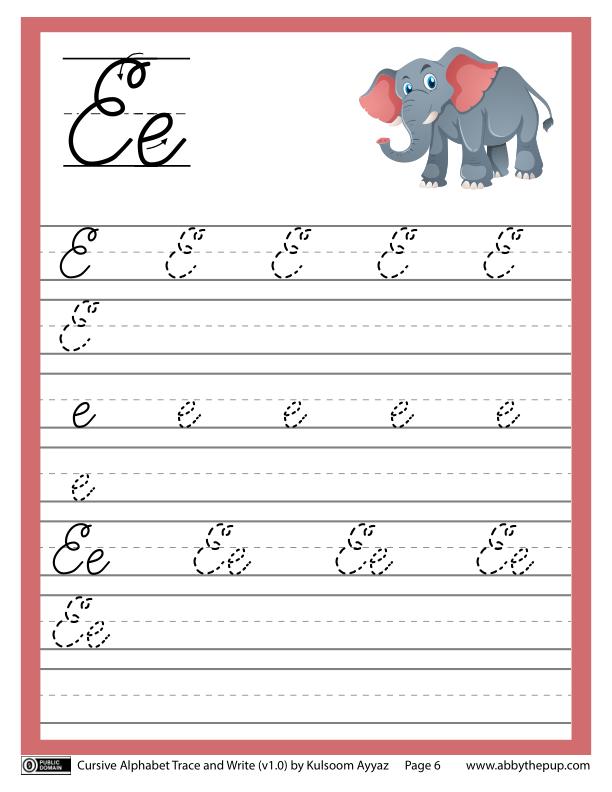 Ee
E E E E E
E
e e e e e
e
Ee Ee Ee Ee
Ee
PUBLIC DOMAIN Cursive Alphabet Trace and Write (v1.0) by Kulsoom Ayyaz Page 6 www.abbythepup.com